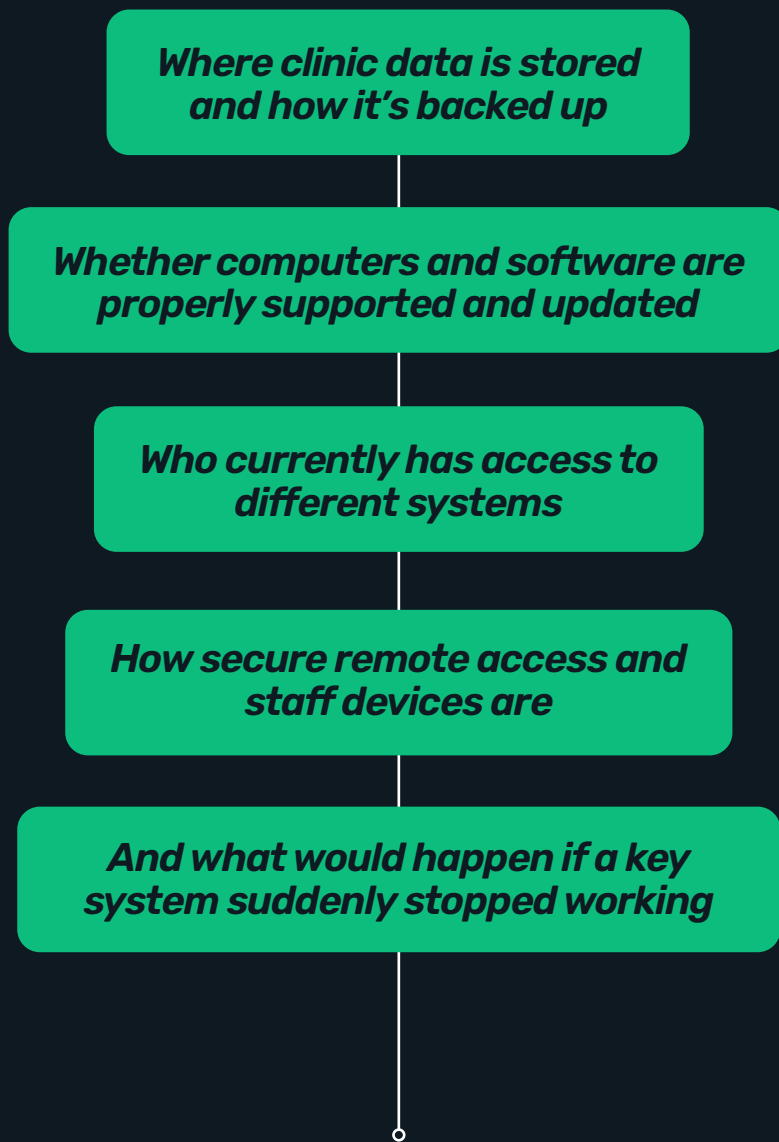 Where clinic data is stored
and how it’s backed up
Whether computers and software are
properly supported and updated
Who currently has access to
different systems
How secure remote access and
staff devices are
And what would happen if a key
system suddenly stopped working